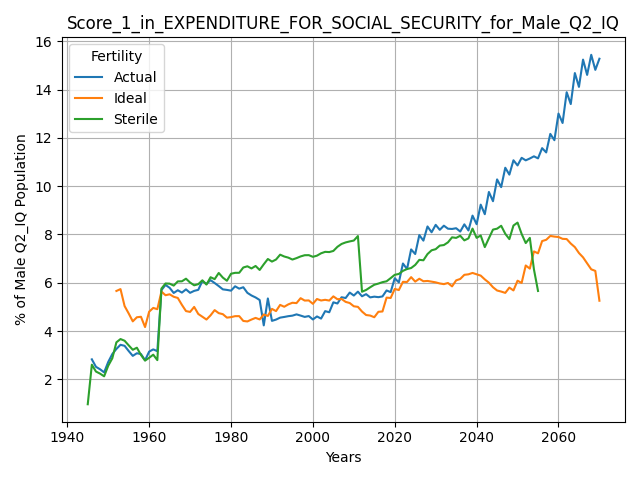 Score_1_in_EXPENDITURE_FOR_SOCIAL_SECURITY_for_Male_Q2_IQ
Fertility
Actual
Ideal
Sterile
% of Male Q2_IQ Population
16
14
12
10
8
6
4
2
1940 1960 1980 2000 2020 2040 2060
Years